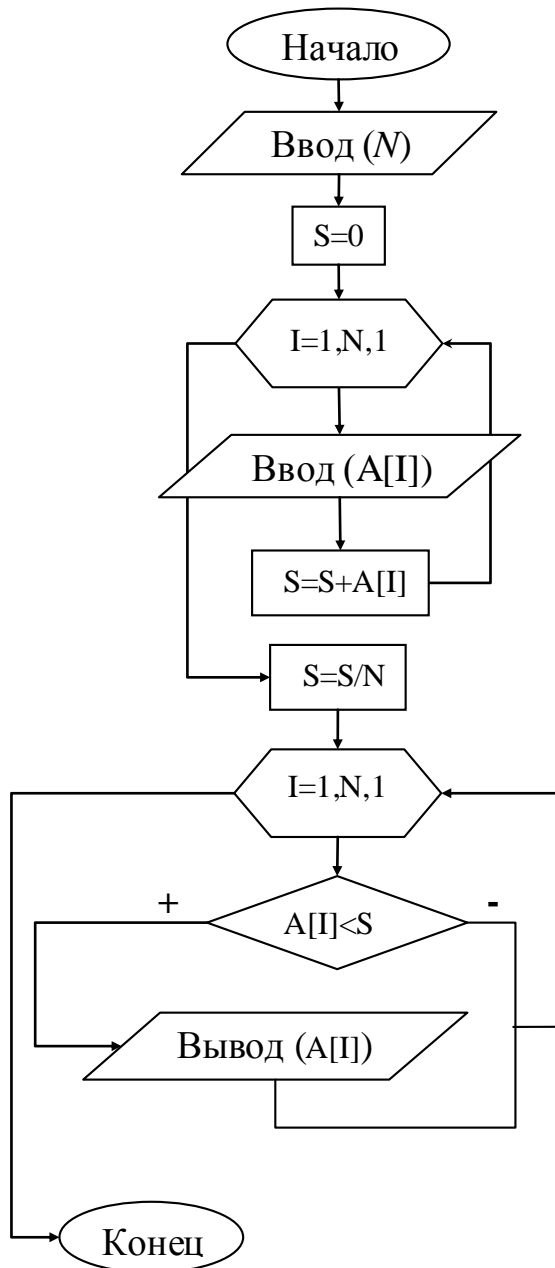 Начало
Ввод (N)
S=0
I=1,N,1
Ввод (A[I])
S=S+A[I]
S=S/N
I=1,N,1
+
A[I]<S
-
Вывод (A[I])
Конец